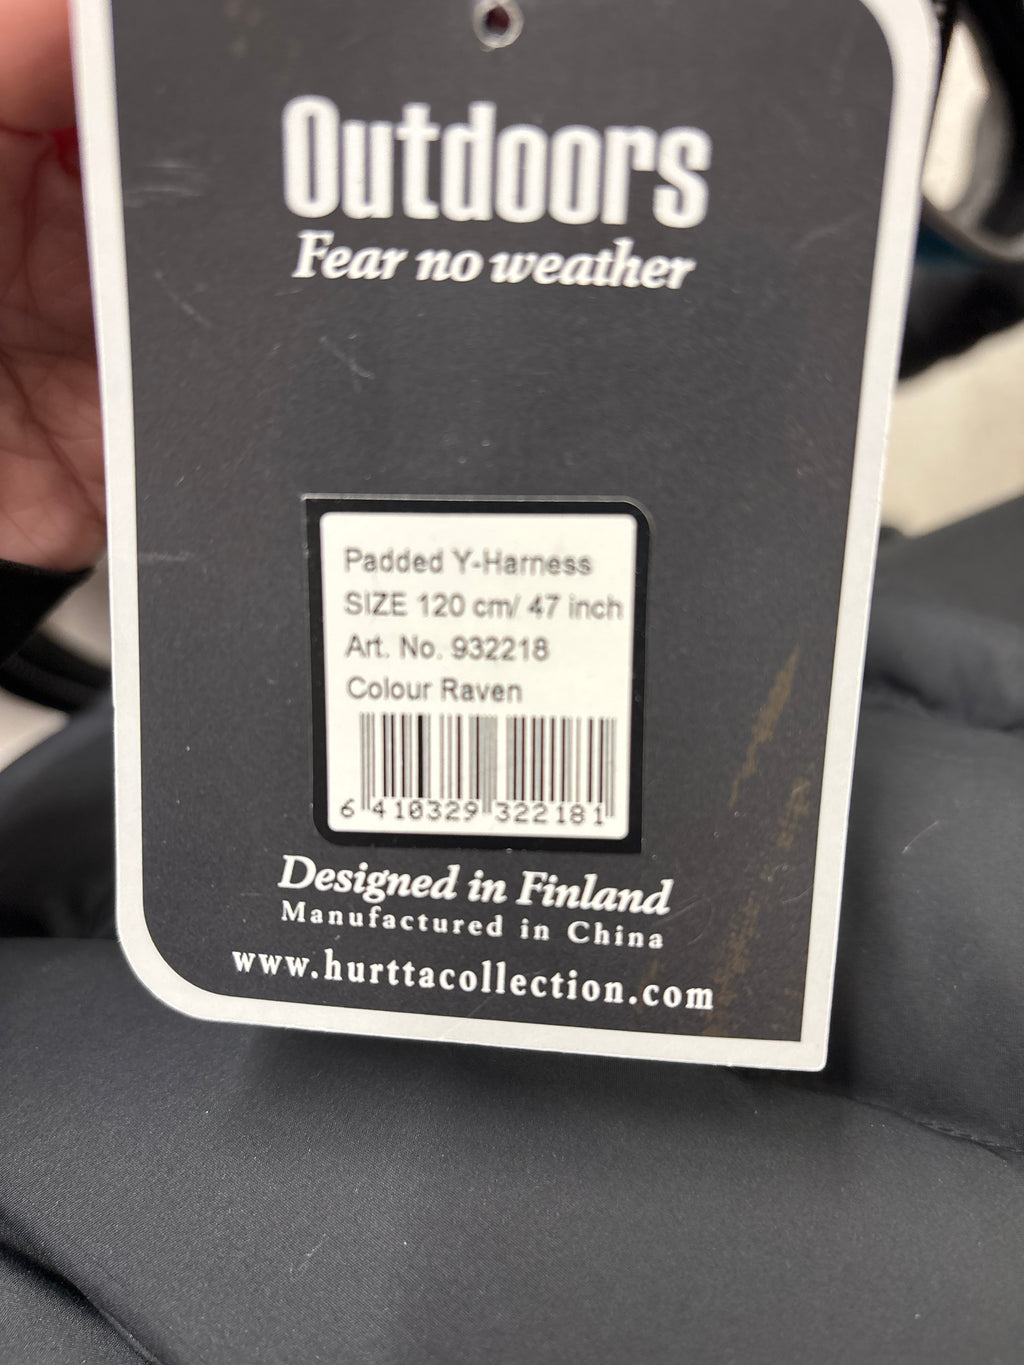 Outdoors
Fear no weather
Padded Y-Harness
SIZE 120 cm/ 47 inch
Art. No. 932218
Colour Raven
6 410329 322181
Designed in Finland
Manufactured in China
www.hurttacollection.com